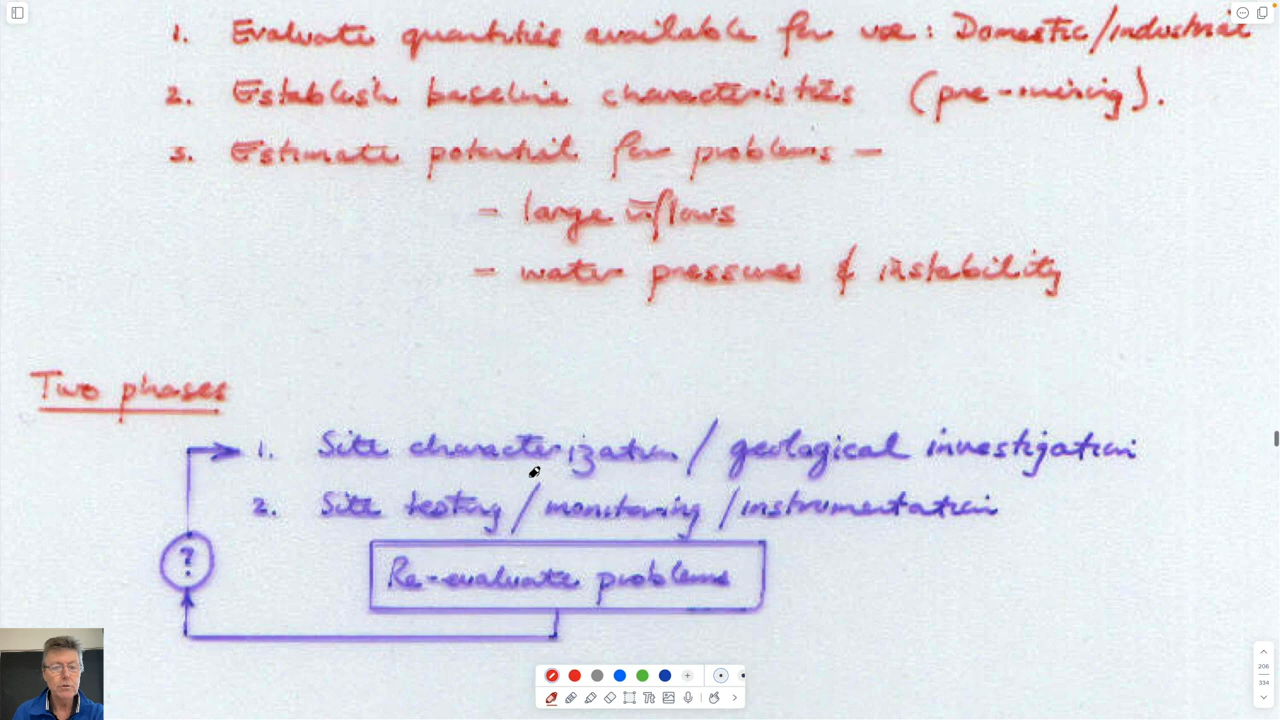 1. Evaluate quantities available for use: Domestic/industrial
2. Establish baseline characteristics (pre-mining).
3. Estimate potential for problems –
- large inflows
- water pressures & instability
Two phases
1. Site characterization / geological investigation
2. Site testing / monitoring / instrumentation
?
Re-evaluate problems
206
334